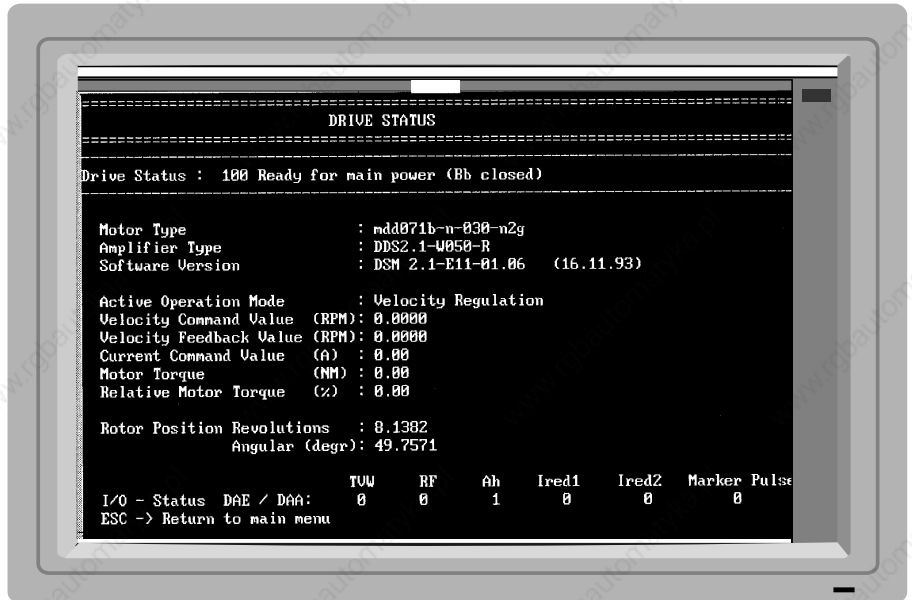 DRIVE STATUS
Drive Status :  100 Ready for main power (Bb closed)
Motor Type : mdd071b-n-030-n2g
Amplifier Type : DDS2.1-W050-R
Software Version : DSM 2.1-E11-01.06   (16.11.93)
Active Operation Mode : Velocity Regulation
Velocity Command Value (RPM): 0.0000
Velocity Feedback Value (RPM): 0.0000
Current Command Value (A) : 0.00
Motor Torque (NM) : 0.00
Relative Motor Torque (%) : 0.00
Rotor Position Revolutions : 8.1382
Angular (degr): 49.7571
TVW RF Ah Ired1 Ired2 Marker Pulse
I/O - Status DAE / DAA: 0 0 1 0 0 0
ESC -> Return to main menu
www.rgbautomatyka.pl